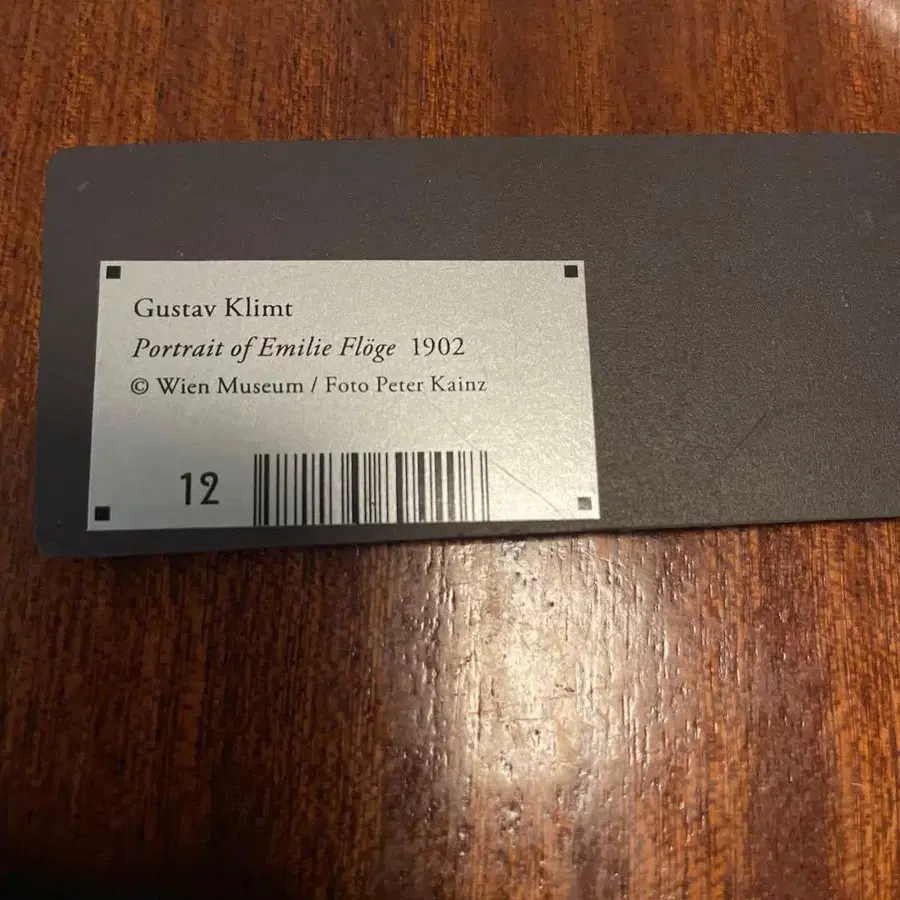 Gustav Klimt
Portrait of Emilie Flöge 1902
© Wien Museum / Foto Peter Kainz
12